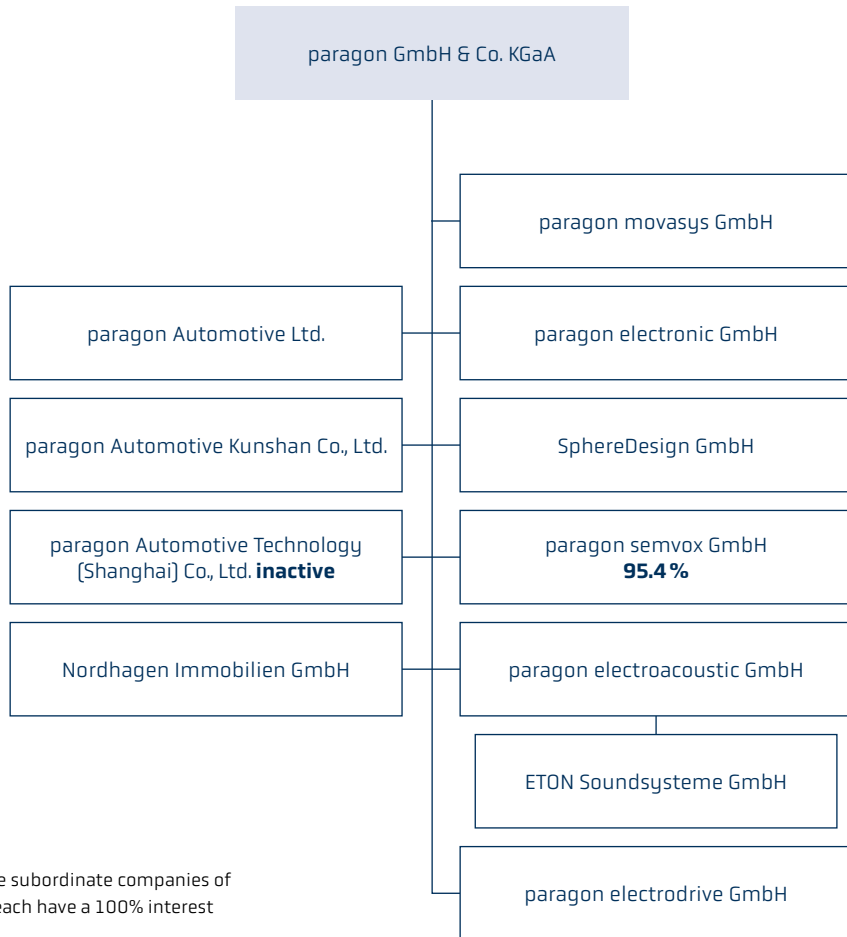 paragon GmbH & Co. KGaA
paragon movasys GmbH
paragon Automotive Ltd.
paragon electronic GmbH
paragon Automotive Kunshan Co., Ltd.
SphereDesign GmbH
paragon Automotive Technology
(Shanghai) Co., Ltd. inactive
paragon semvox GmbH
95.4 %
Nordhagen Immobilien GmbH
paragon electroacoustic GmbH
ETON Soundsysteme GmbH
paragon electrodrive GmbH
subordinate companies of
each have a 100% interest